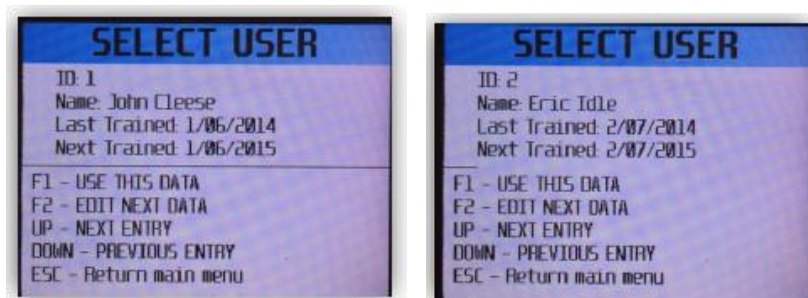 SELECT USER
ID: 1
Name: John Cleese
Last Trained: 1/06/2014
Next Trained: 1/06/2015
F1 - USE THIS DATA
F2 - EDIT NEXT DATA
UP - NEXT ENTRY
DOWN - PREVIOUS ENTRY
ESC - Return main menu
SELECT USER
ID: 2
Name: Eric Idle
Last Trained: 2/07/2014
Next Trained: 2/07/2015
F1 - USE THIS DATA
F2 - EDIT NEXT DATA
UP - NEXT ENTRY
DOWN - PREVIOUS ENTRY
ESC - Return main menu